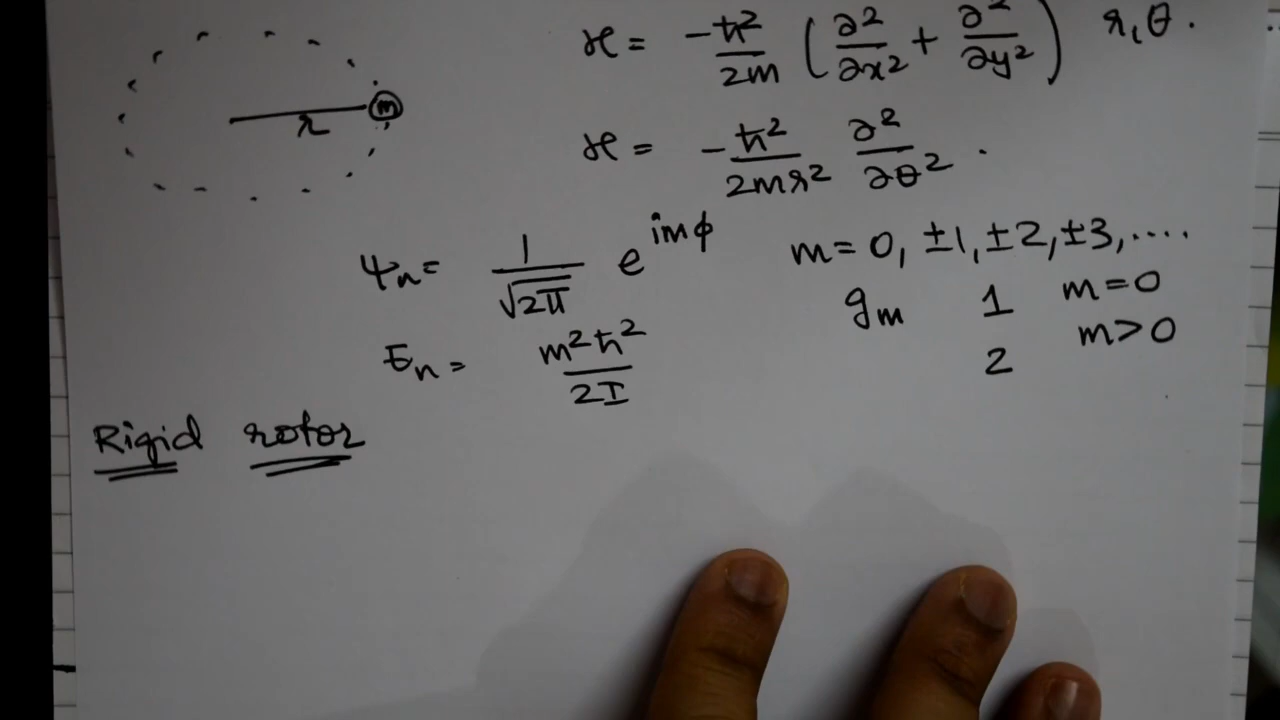 ℋ = -ħ²/2m (∂²/∂x² + ∂²/∂y²) r,θ.
m
r
ℋ = -ħ²/2mr² ∂²/∂θ².
ψn = 1/√2π e^imϕ m = 0, ±1, ±2, ±3, ....
gm 1 m=0
2 m>0
En = m²ħ²/2I
Rigid rotor